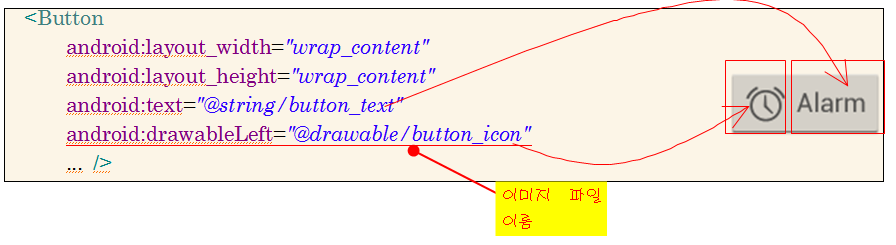 <Button
android:layout_width="wrap_content"
android:layout_height="wrap_content"
android:text="@string/button_text"
android:drawableLeft="@drawable/button_icon"
... />
Alarm
이미지 파일
이름